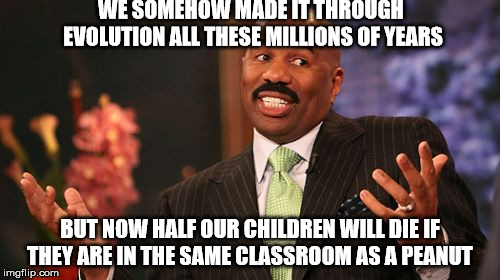 WE SOMEHOW MADE IT THROUGH
EVOLUTION ALL THESE MILLIONS OF YEARS
BUT NOW HALF OUR CHILDREN WILL DIE IF
THEY ARE IN THE SAME CLASSROOM AS A PEANUT
imgflip.com